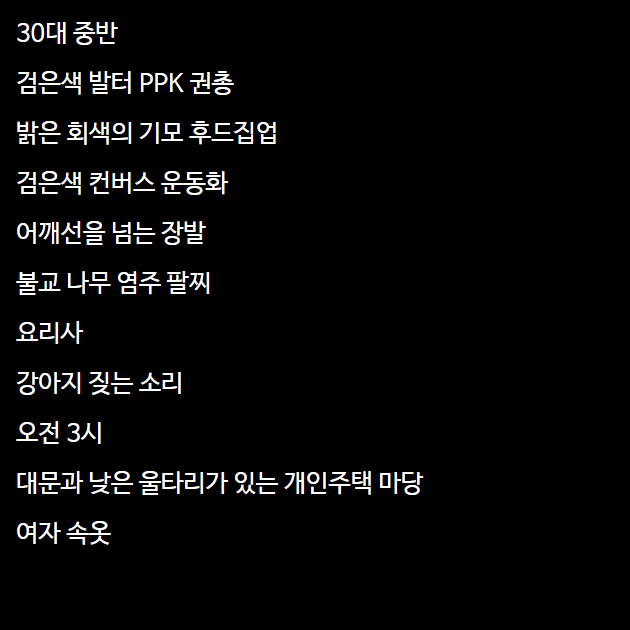 30대 중반
검은색 발터 PPK 권총
밝은 회색의 기모 후드집업
검은색 컨버스 운동화
어깨선을 넘는 장발
불교 나무 염주 팔찌
요리사
강아지 짖는 소리
오전 3시
대문과 낮은 울타리가 있는 개인주택 마당
여자 속옷